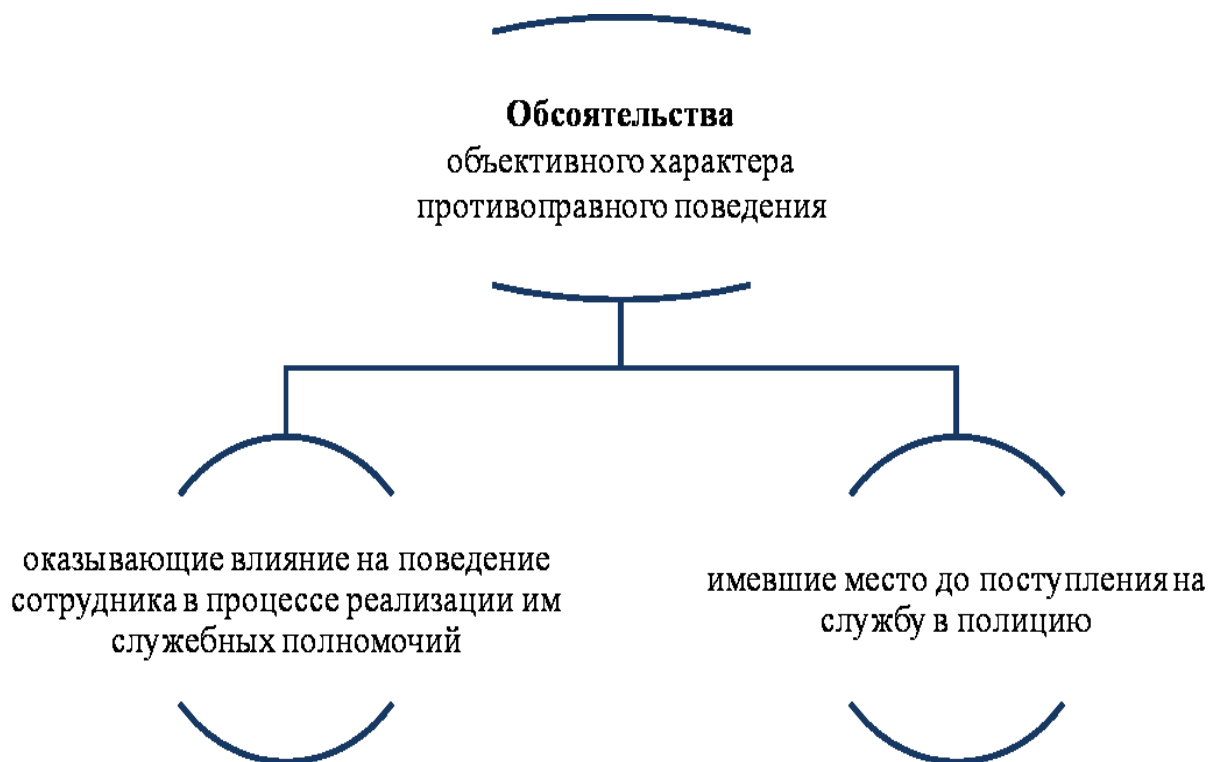 Обсоятельства
объективного характера
противоправного поведения
оказывающие влияние на поведение
сотрудника в процессе реализации им
служебных полномочий
имевшие место до поступления на
службу в полицию